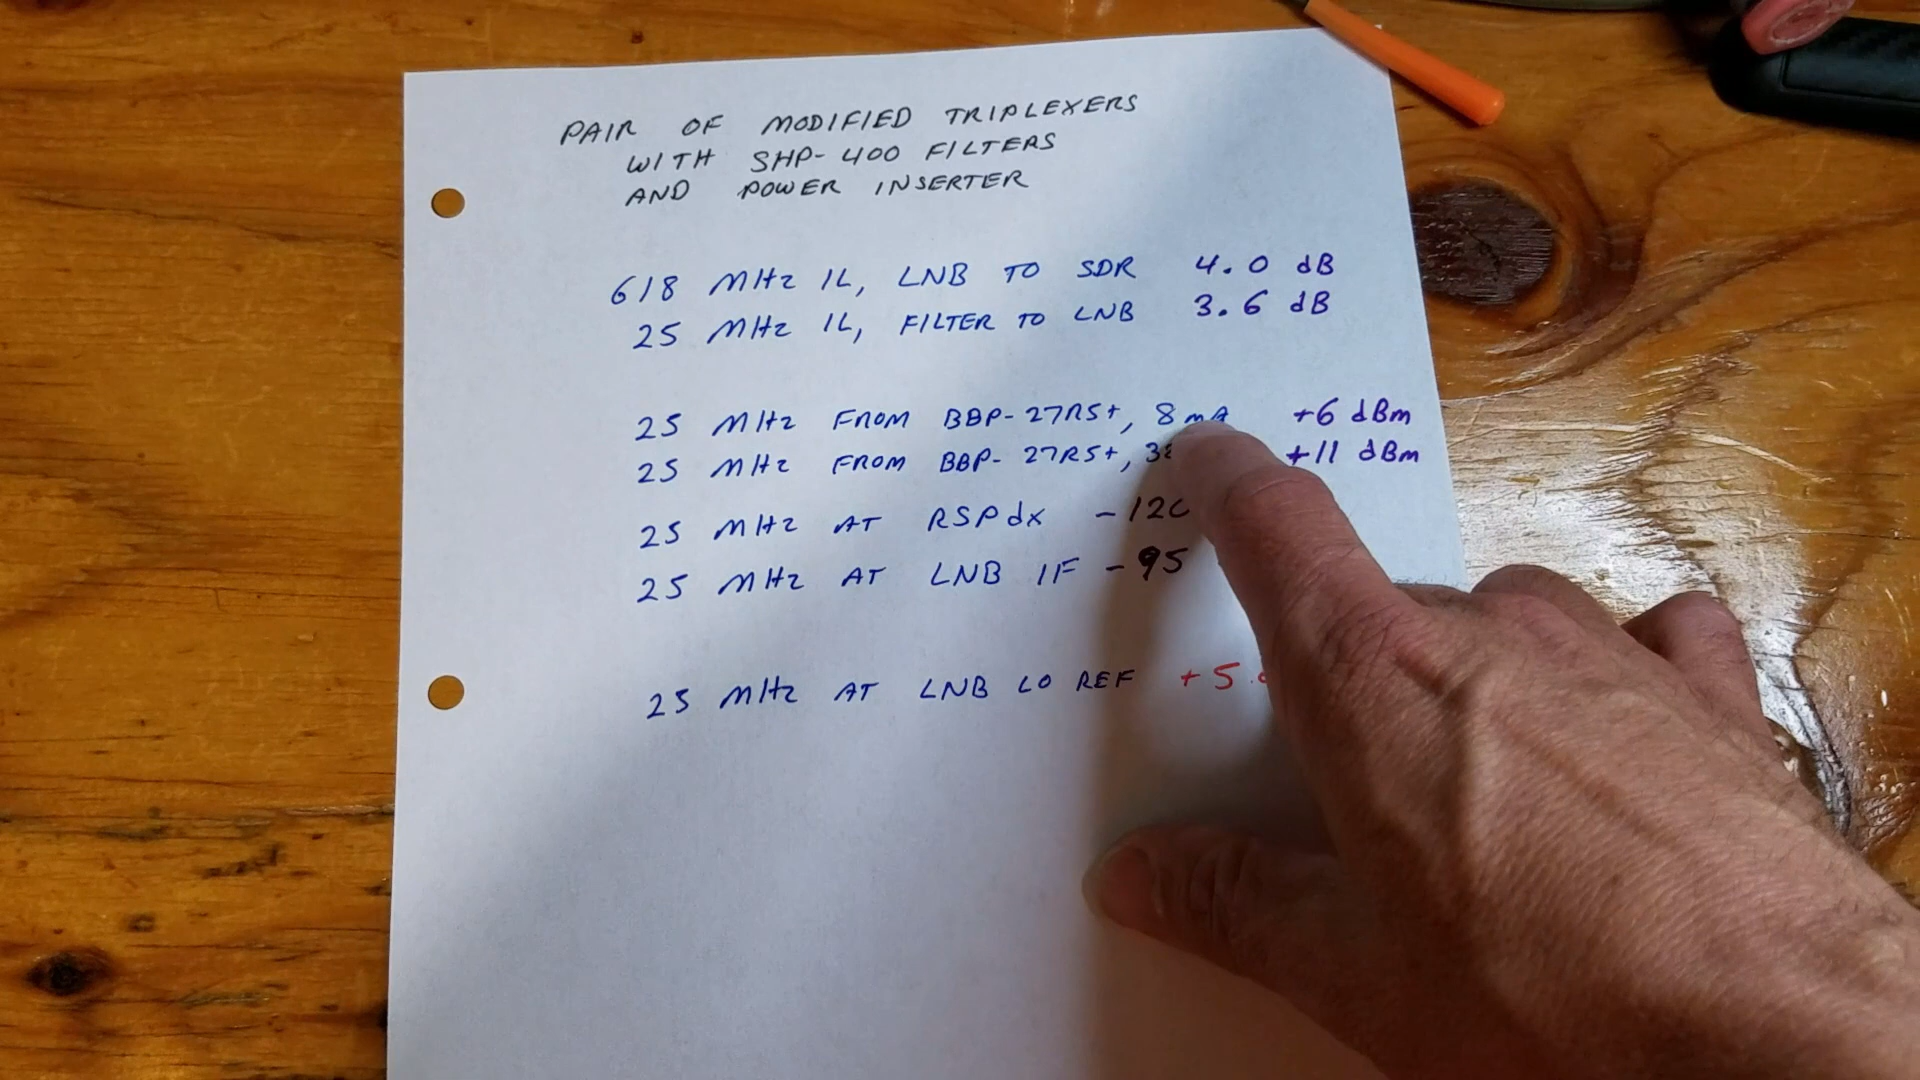 PAIR OF MODIFIED TRIPLEXERS
WITH SHP-400 FILTERS
AND POWER INSERTER
618 MHz IL, LNB TO SDR 4.0 dB
25 MHz IL, FILTER TO LNB 3.6 dB
25 MHz FROM BBP-27RS+, 8mA +6 dBm
25 MHz FROM BBP-27RS+, +11 dBm
25 MHz AT RSPdx
25 MHz AT LNB IF -95
25 MHz AT LNB LO REF